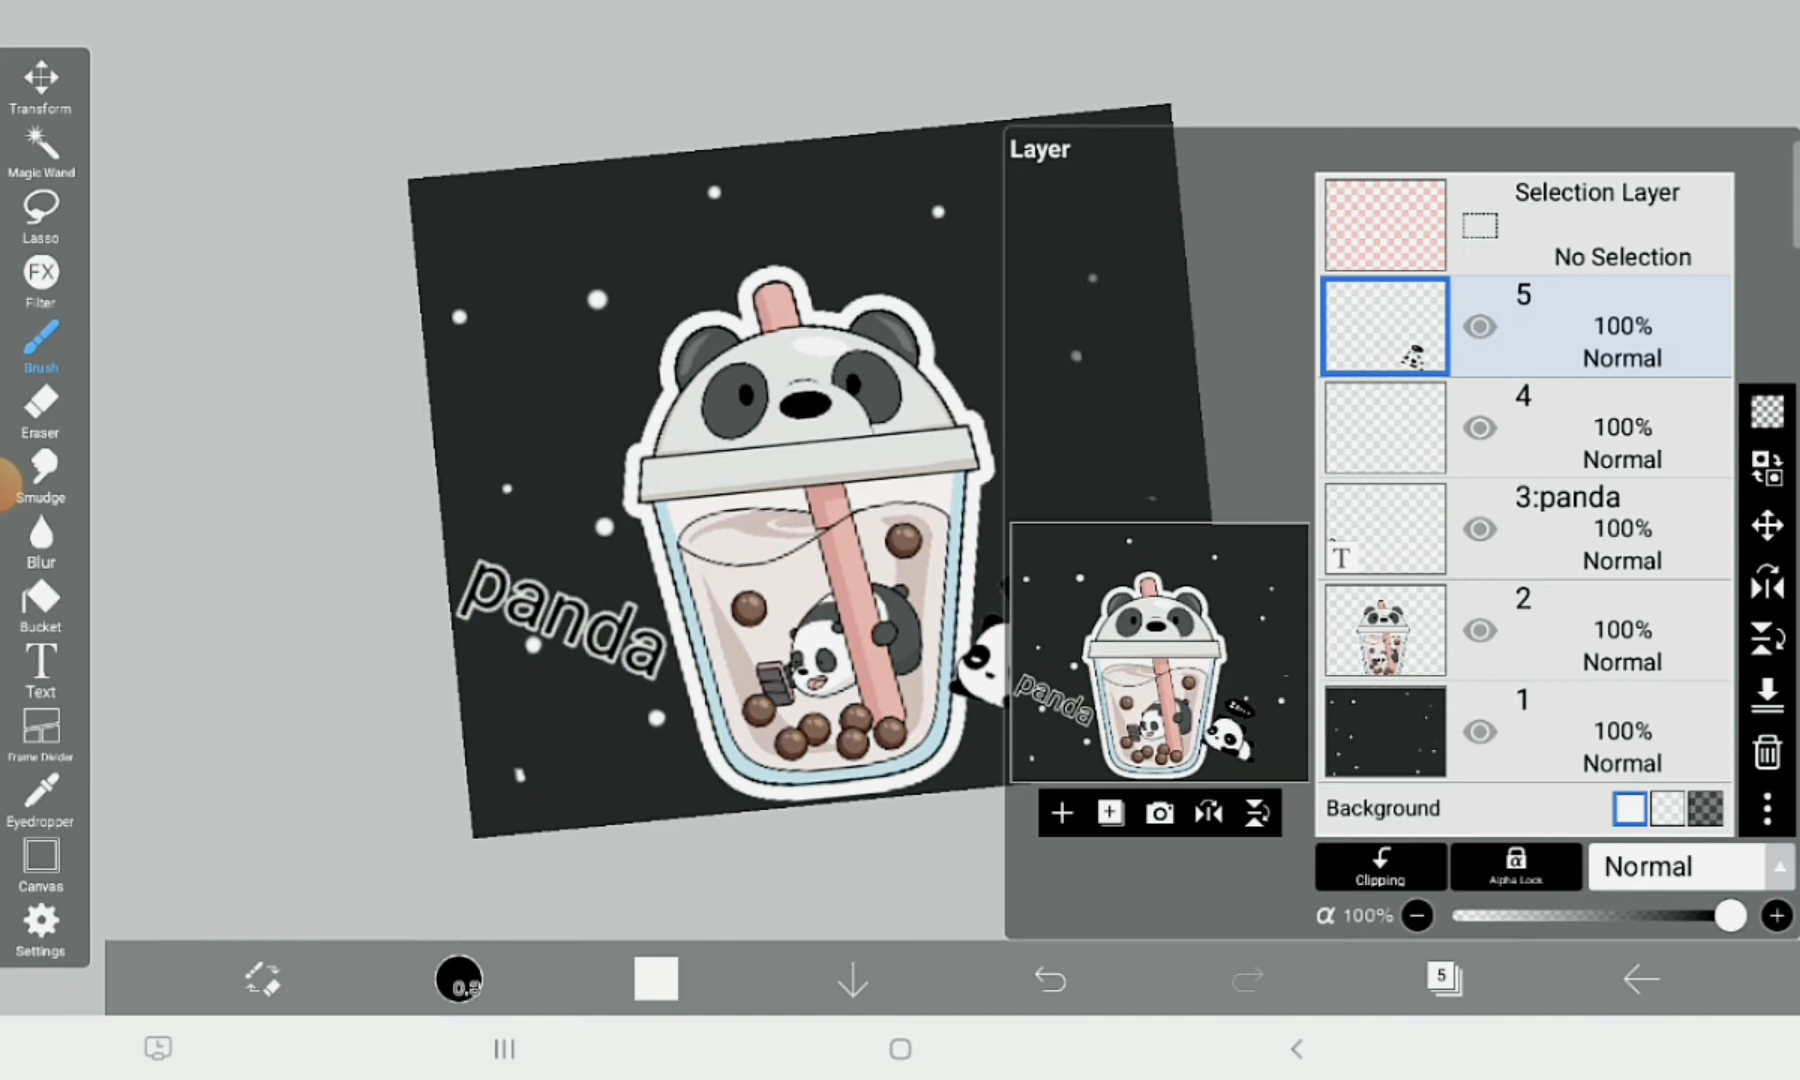 Transform
Magic Wand
Lasso
FX
Filter
Brush
Eraser
Smudge
Blur
Bucket
T
Text
Frame Divider
Eyedropper
Canvas
Settings
panda
Layer
panda
Selection Layer
No Selection
5
100%
Normal
4
100%
Normal
3:panda
100%
Normal
T
2
100%
Normal
1
100%
Normal
Background
Clipping
α
Alpha Lock
Normal
α 100%
5